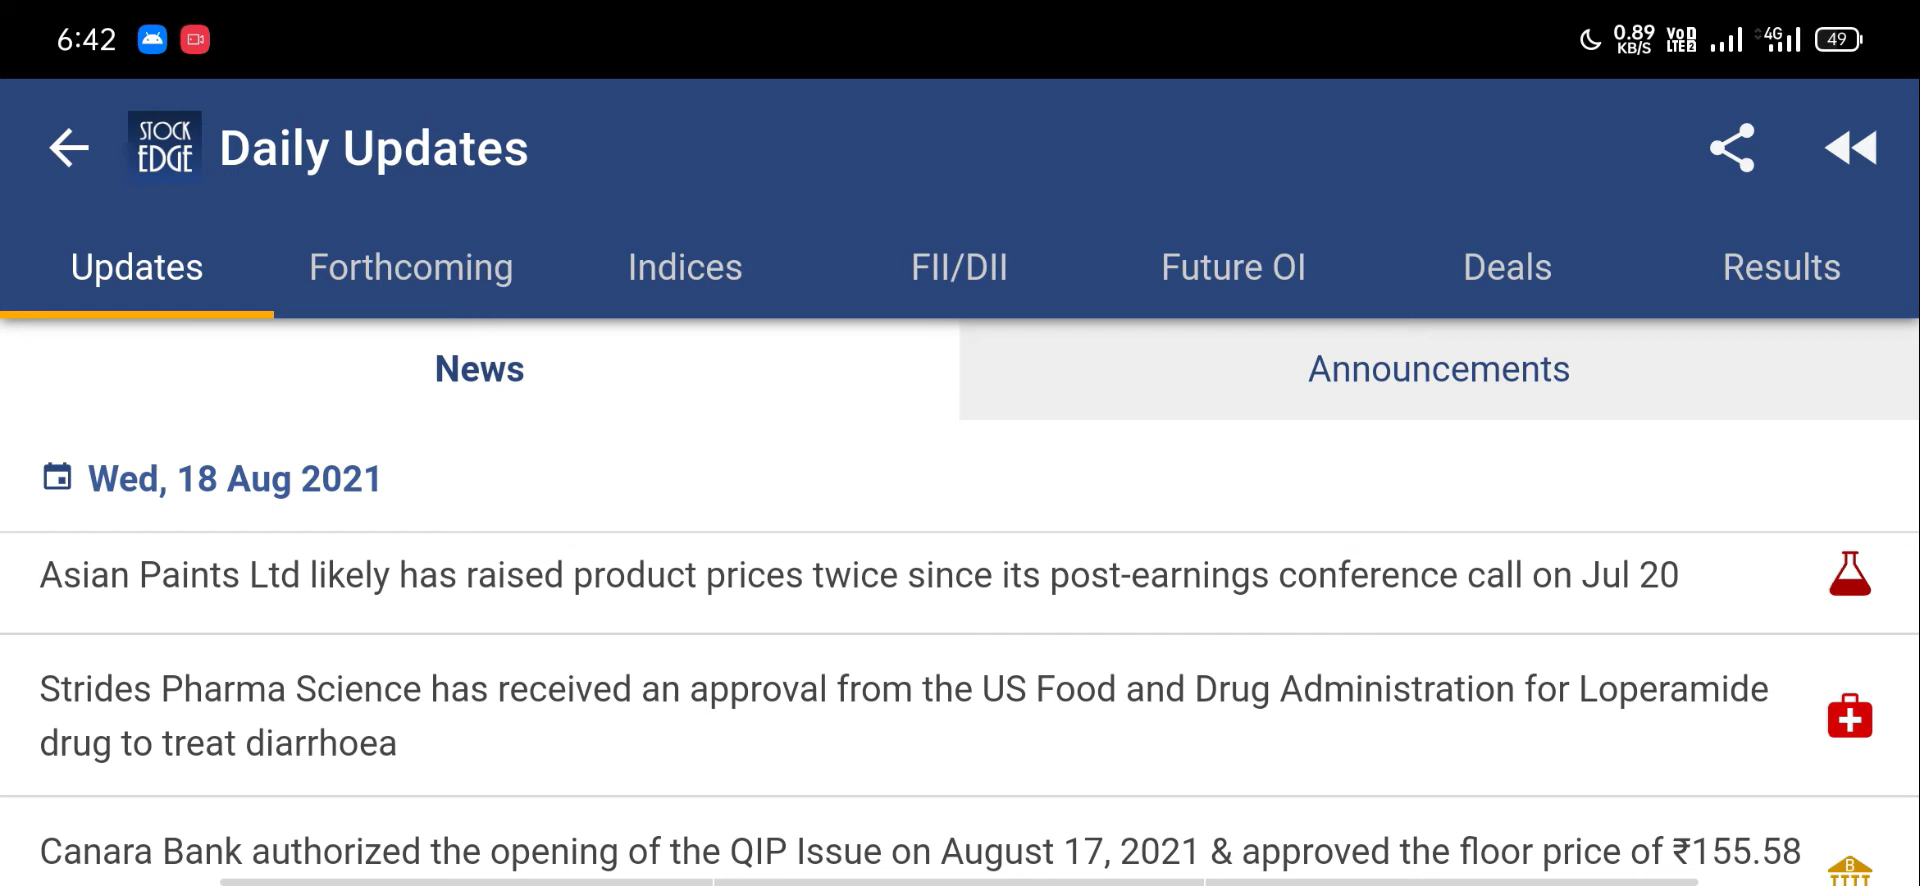 6:42
0.89 KB/S VoD LTE 2 4G 49
STOCK EDGE Daily Updates
Updates Forthcoming Indices FII/DII Future OI Deals Results
News Announcements
Wed, 18 Aug 2021
Asian Paints Ltd likely has raised product prices twice since its post-earnings conference call on Jul 20
Strides Pharma Science has received an approval from the US Food and Drug Administration for Loperamide
drug to treat diarrhoea
Canara Bank authorized the opening of the QIP Issue on August 17, 2021 & approved the floor price of ₹155.58
B